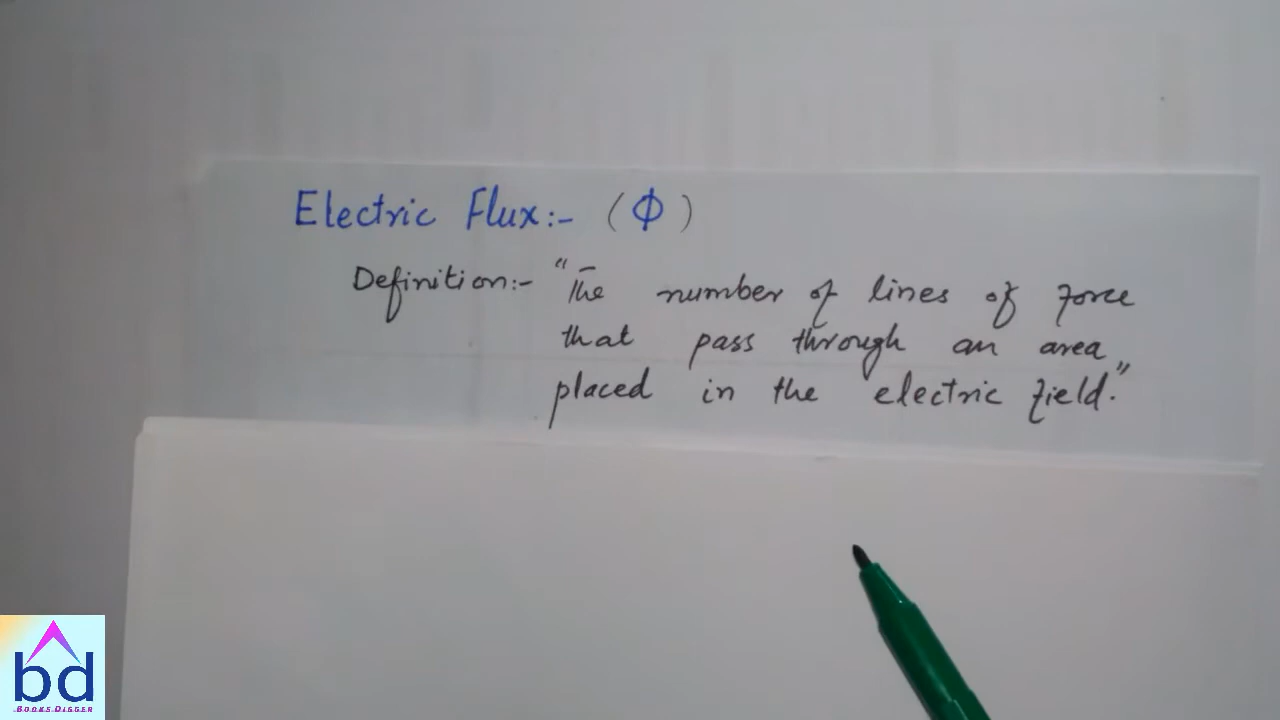 Electric Flux:- (Φ)
Definition:- "The number of lines of force
that pass through an area
placed in the electric field."
bd
BOOKS DIGGER